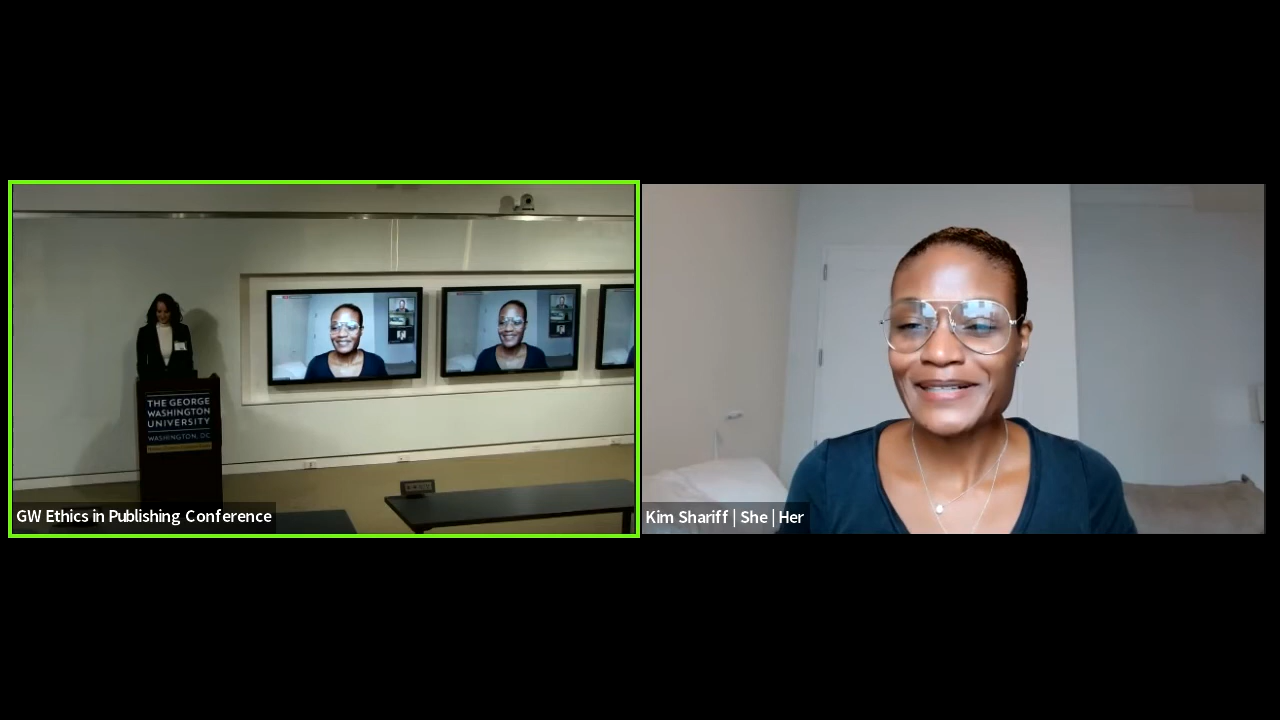 THE GEORGE
WASHINGTON
UNIVERSITY
WASHINGTON, DC
GW Ethics in Publishing Conference
Kim Shariff | She | Her